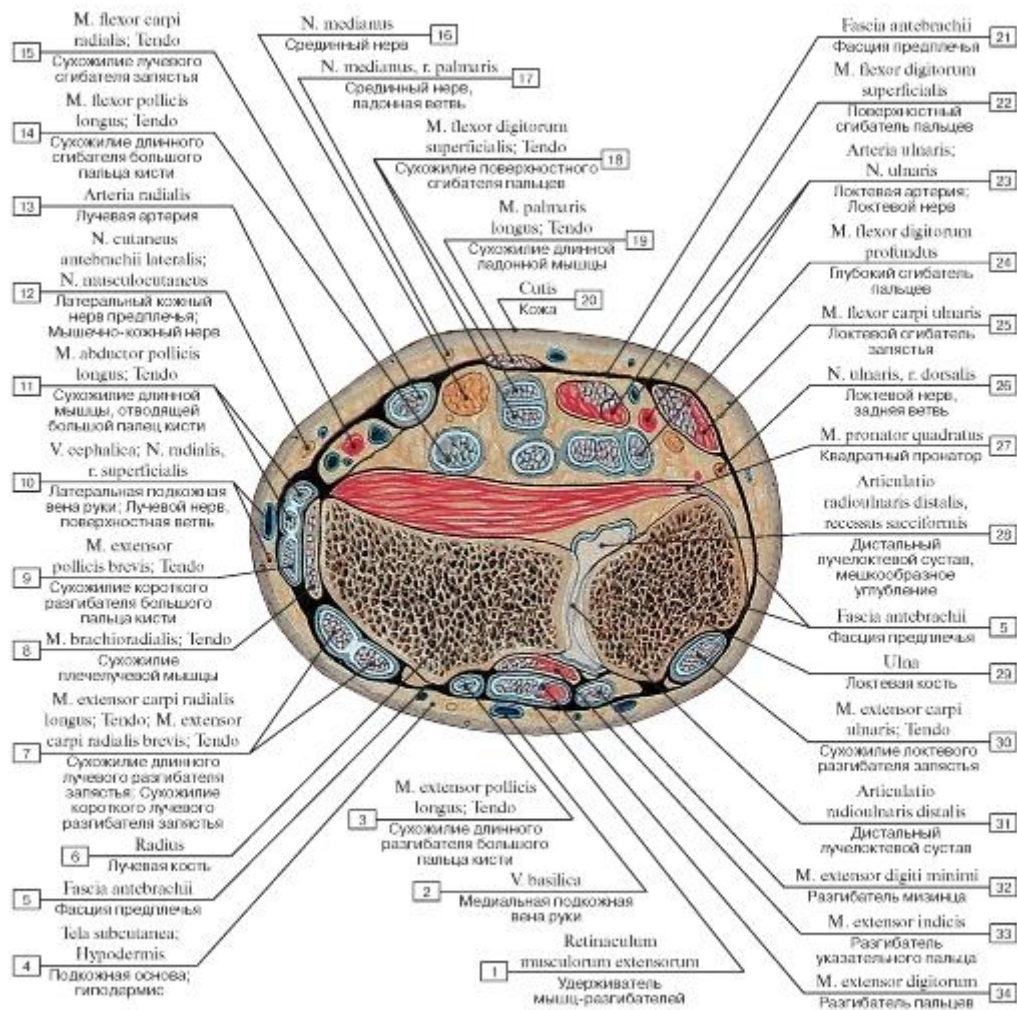 M. flexor carpi
radialis; Tendo
15
Сухожилие лучевого
сгибателя запястья
M. flexor pollicis
longus; Tendo
14
Сухожилие длинного
сгибателя большого
пальца кисти
Arteria radialis
13
Лучевая артерия
N. cutaneus
antebrachii lateralis;
N. musculocutaneus
12
Латеральный кожный
нерв предплечья;
Мышечно-кожный нерв
M. abductor pollicis
longus; Tendo
11
Сухожилие длинной
мышцы, отводящей
большой палец кисти
V. cephalica; N. radialis,
r. superficialis
10
Латеральная подкожная
вена руки; Лучевой нерв,
поверхностная ветвь
M. extensor
pollicis brevis; Tendo
9
Сухожилие короткого
разгибателя большого
пальца кисти
M. brachioradialis; Tendo
8
Сухожилие
плечелучевой мышцы
M. extensor carpi radialis
longus; Tendo; M. extensor
carpi radialis brevis; Tendo
7
Сухожилие длинного
лучевого разгибателя
запястья; Сухожилие
короткого лучевого
разгибателя запястья
Radius
6
Лучевая кость
Fascia antebrachii
5
Фасция предплечья
Tela subcutanea;
Hypodermis
4
Подкожная основа;
гиподермис
N. medianus
16
Срединный нерв
N. medianus, r. palmaris
17
Срединный нерв,
ладонная ветвь
M. flexor digitorum
superficialis; Tendo
18
Сухожилие поверхностного
сгибателя пальцев
M. palmaris
longus; Tendo
19
Сухожилие длинной
ладонной мышцы
Cutis
20
Кожа
M. extensor pollicis
longus; Tendo
3
Сухожилие длинного
разгибателя большого
пальца кисти
V. basilica
2
Медиальная подкожная
вена руки
Retinaculum
musculorum extensorum
1
Удерживатель
мышц-разгибателей
Fascia antebrachii
21
Фасция предплечья
M. flexor digitorum
superficialis
22
Поверхностный
сгибатель пальцев
Arteria ulnaris;
N. ulnaris
23
Локтевая артерия;
Локтевой нерв
M. flexor digitorum
profundus
24
Глубокий сгибатель
пальцев
M. flexor carpi ulnaris
25
Локтевой сгибатель
запястья
N. ulnaris, r. dorsalis
26
Локтевой нерв,
задняя ветвь
M. pronator quadratus
27
Квадратный пронатор
Articulatio
radioulnaris distalis,
recessus sacciformis
28
Дистальный
лучелоктевой сустав,
мешкообразное
углубление
Fascia antebrachii
5
Фасция предплечья
Ulna
29
Локтевая кость
M. extensor carpi
ulnaris; Tendo
30
Сухожилие локтевого
разгибателя запястья
Articulatio
radioulnaris distalis
31
Дистальный
лучелоктевой сустав
M. extensor digiti minimi
32
Разгибатель мизинца
M. extensor indicis
33
Разгибатель
указательного пальца
M. extensor digitorum
34
Разгибатель пальцев